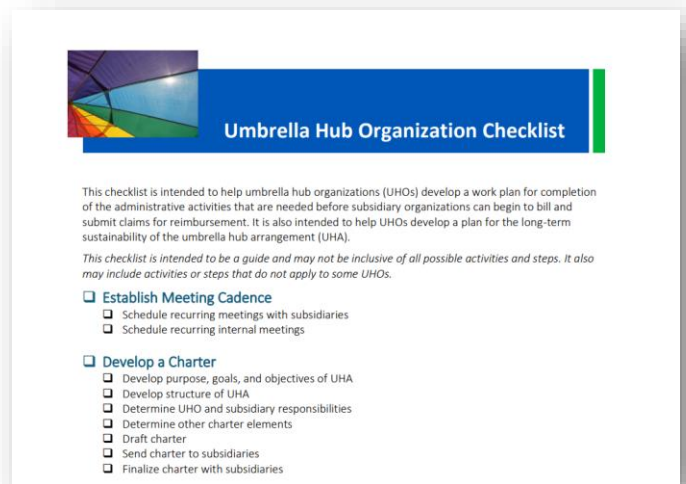 Umbrella Hub Organization Checklist
This checklist is intended to help umbrella hub organizations (UHOs) develop a work plan for completion
of the administrative activities that are needed before subsidiary organizations can begin to bill and
submit claims for reimbursement. It is also intended to help UHOs develop a plan for the long-term
sustainability of the umbrella hub arrangement (UHA).
This checklist is intended to be a guide and may not be inclusive of all possible activities and steps. It also
may include activities or steps that do not apply to some UHOs.
❑ Establish Meeting Cadence
❑ Schedule recurring meetings with subsidiaries
❑ Schedule recurring internal meetings
❑ Develop a Charter
❑ Develop purpose, goals, and objectives of UHA
❑ Develop structure of UHA
❑ Determine UHO and subsidiary responsibilities
❑ Determine other charter elements
❑ Draft charter
❑ Send charter to subsidiaries
❑ Finalize charter with subsidiaries